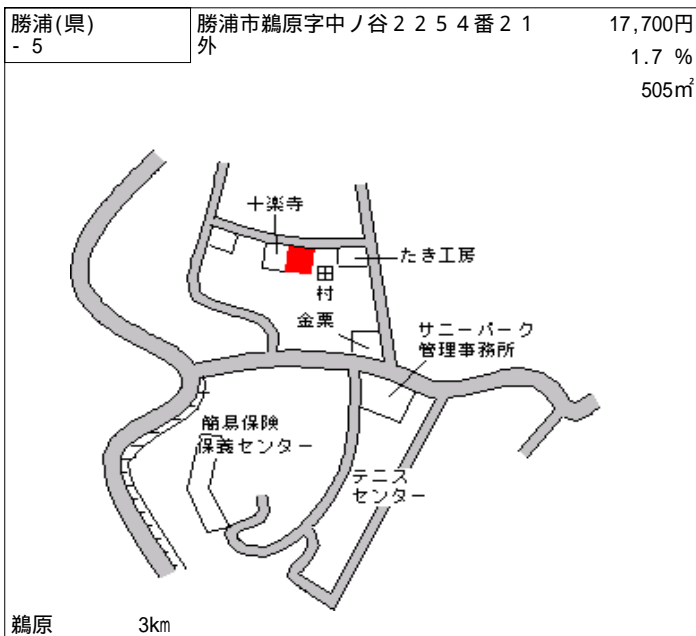 勝浦(県)
- 5
勝浦市鵜原字中ノ谷２２５４番２１
外
17,700円
1.7 %
505㎡
十楽寺
たき工房
田村
金栗
サニーパーク
管理事務所
簡易保険
保養センター
テニス
センター
鵜原 3km